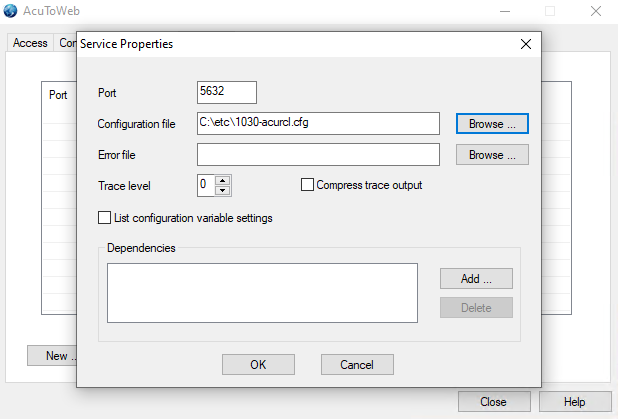 AcuToWeb
Access Con
Service Properties
Port
Port 5632
Configuration file C:\etc\1030-acurcl.cfg Browse ...
Error file Browse ...
Trace level 0 Compress trace output
List configuration variable settings
Dependencies
Add ...
Delete
New ..
OK Cancel
Close Help